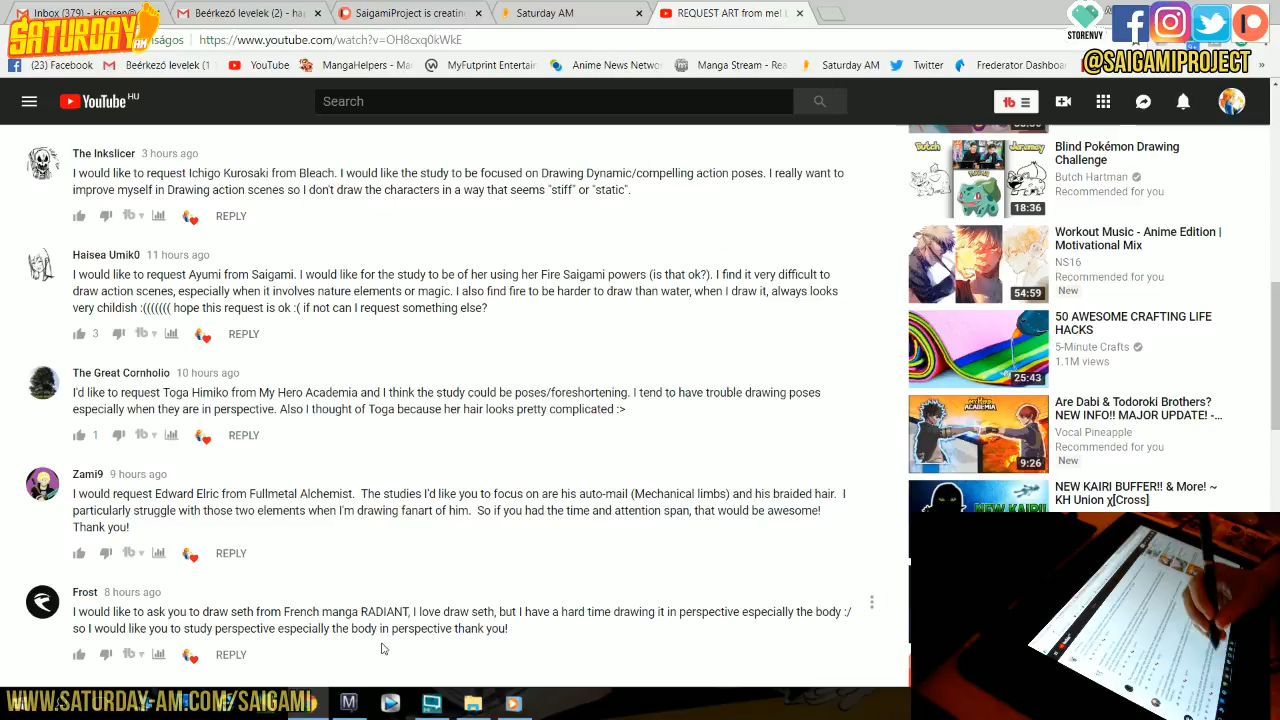 Inbox (379) - kicsisen@
Beérkezett levelek (2) - ha
SaigamiProject is creatin
Saturday AM
REQUEST ART from me! L
SATURDAY AM
ságos
https://www.youtube.com/watch?v=OH8cxq0kWkE
STORENVY
(23) Facebook
Beérkező levelek (1
YouTube
MangaHelpers - Ma
MyFutprint Entertain
Anime News Netwo
Manga Stream - Rea
Saturday AM
Twitter
Frederator Dashboa
»
@SAIGAMIPROJECT
YouTube HU
Search
The Inkslicer 3 hours ago
I would like to request Ichigo Kurosaki from Bleach. I would like the study to be focused on Drawing Dynamic/compelling action poses. I really want to
improve myself in Drawing action scenes so I don't draw the characters in a way that seems "stiff" or "static".
REPLY
Haisea Umik0 11 hours ago
I would like to request Ayumi from Saigami. I would like for the study to be of her using her Fire Saigami powers (is that ok?). I find it very difficult to
draw action scenes, especially when it involves nature elements or magic. I also find fire to be harder to draw than water, when I draw it, always looks
very childish :((((((( hope this request is ok :( if not can I request something else?
3 REPLY
The Great Cornholio 10 hours ago
I'd like to request Toga Himiko from My Hero Academia and I think the study could be poses/foreshortening. I tend to have trouble drawing poses
especially when they are in perspective. Also I thought of Toga because her hair looks pretty complicated :>
1 REPLY
Zami9 9 hours ago
I would request Edward Elric from Fullmetal Alchemist. The studies I'd like you to focus on are his auto-mail (Mechanical limbs) and his braided hair. I
particularly struggle with those two elements when I'm drawing fanart of him. So if you had the time and attention span, that would be awesome!
Thank you!
REPLY
Frost 8 hours ago
I would like to ask you to draw seth from French manga RADIANT, I love draw seth, but I have a hard time drawing it in perspective especially the body :/
so I would like you to study perspective especially the body in perspective thank you!
REPLY
Butch
Jeremy
18:36
Blind Pokémon Drawing
Challenge
Butch Hartman
Recommended for you
54:59
Workout Music - Anime Edition |
Motivational Mix
NS16
Recommended for you
New
25:43
50 AWESOME CRAFTING LIFE
HACKS
5-Minute Crafts
1.1M views
9:26
Are Dabi & Todoroki Brothers?
NEW INFO!! MAJOR UPDATE! -...
Vocal Pineapple
Recommended for you
New
NEW KAIRI
NEW KAIRI BUFFER!! & More! ~
KH Union χ[Cross]
WWW.SATURDAY-AM.COM/SAIGAMI